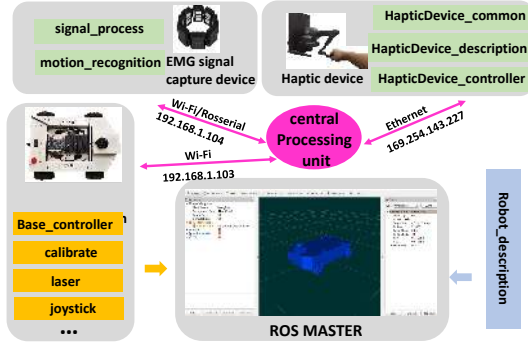 signal_process
motion_recognition
EMG signal
capture device
HapticDevice_common
HapticDevice_description
HapticDevice_controller
Haptic device
Wi-Fi/Rosserial
192.168.1.104
central
Processing
unit
Ethernet
169.254.143.227
Wi-Fi
192.168.1.103
Base_controller
calibrate
laser
joystick
...
ROS MASTER
Robot_description